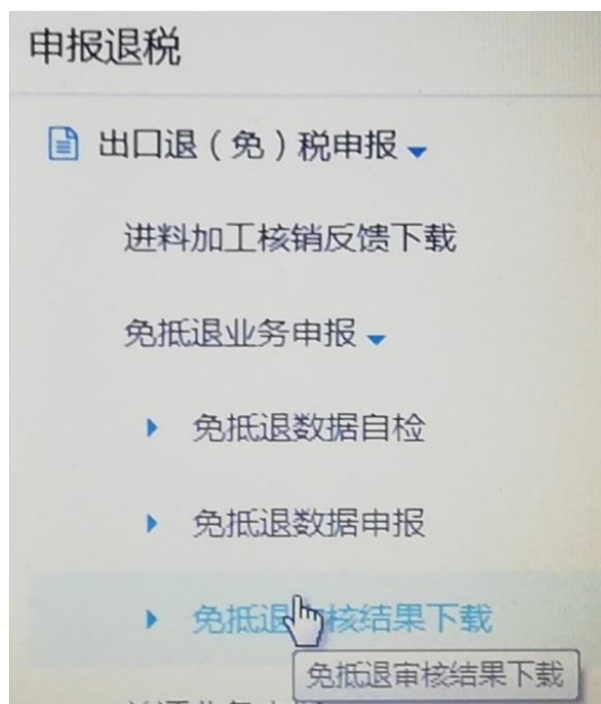 申报退税
出口退（免）税申报
进料加工核销反馈下载
免抵退业务申报
免抵退数据自检
免抵退数据申报
免抵退审核结果下载
免抵退审核结果下载